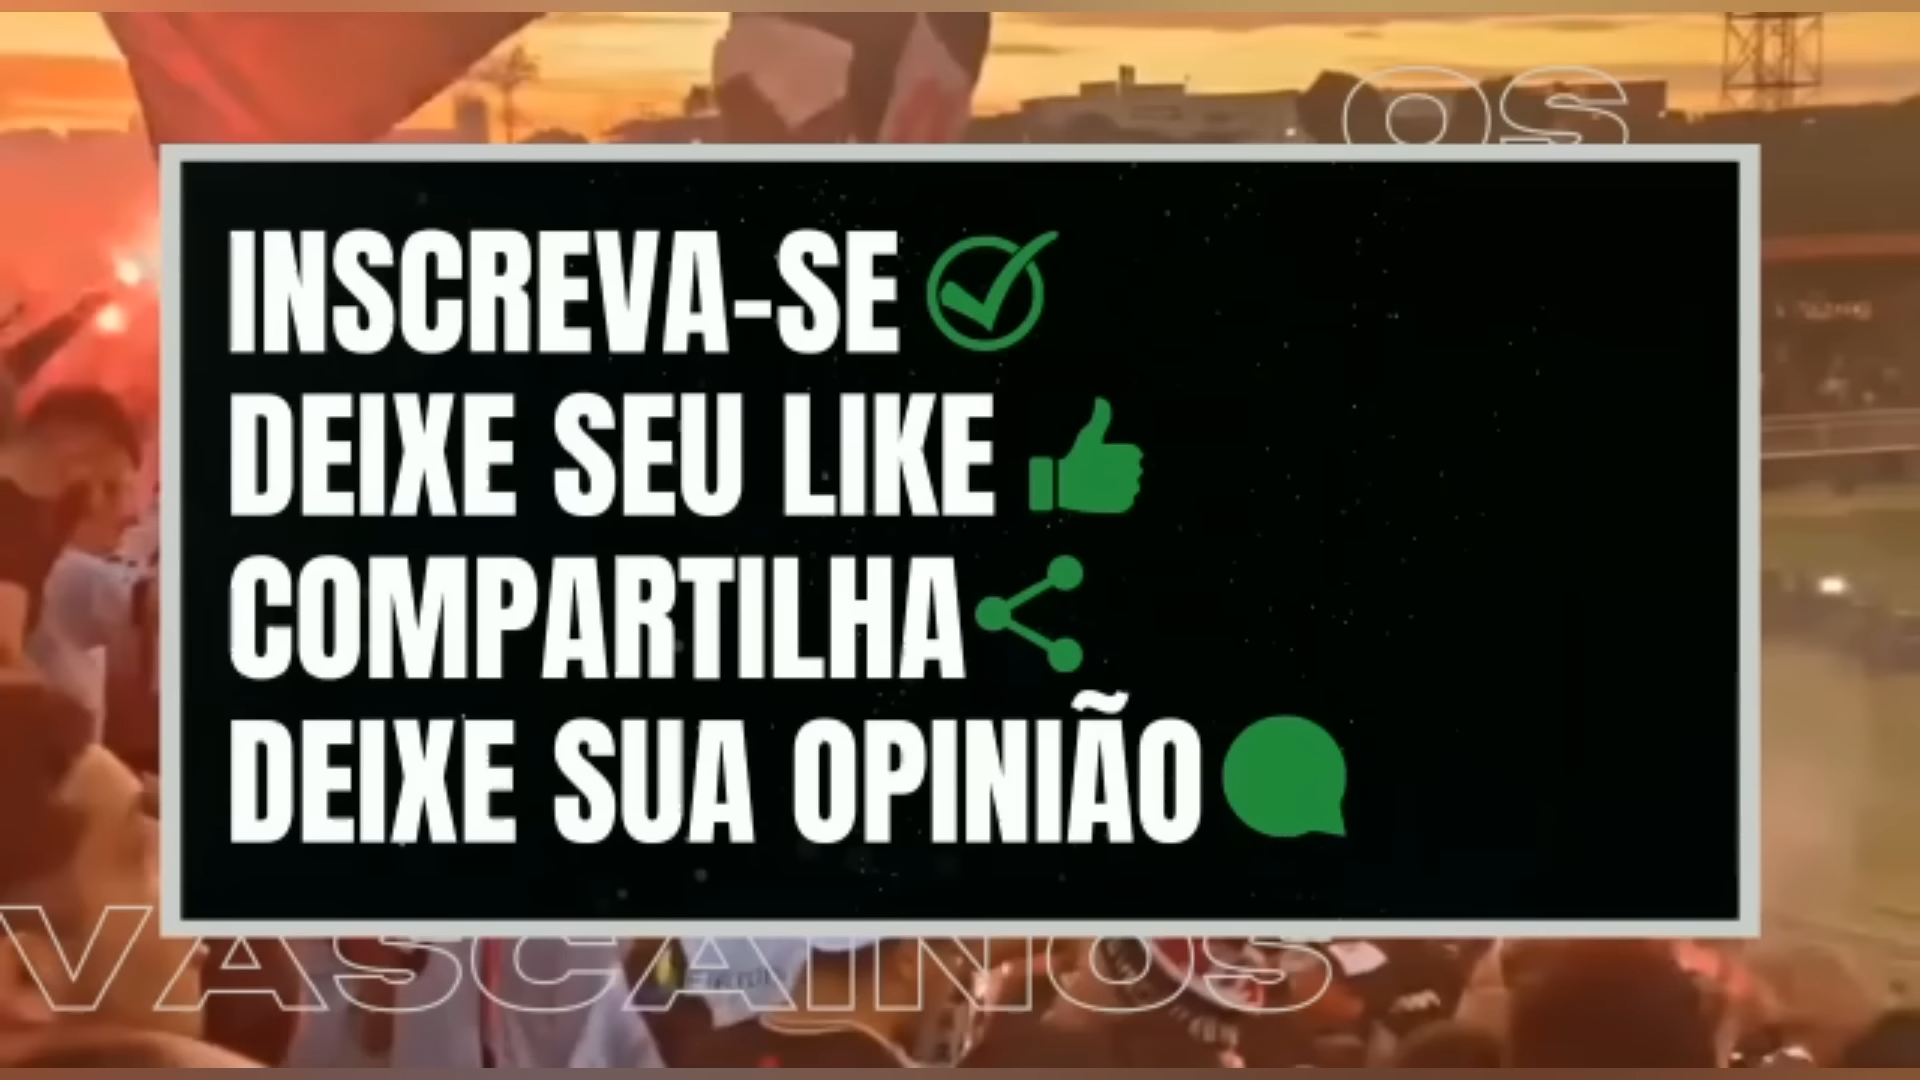 OS
INSCREVA-SE
DEIXE SEU LIKE
COMPARTILHA
DEIXE SUA OPINIÃO
VASCAINOS